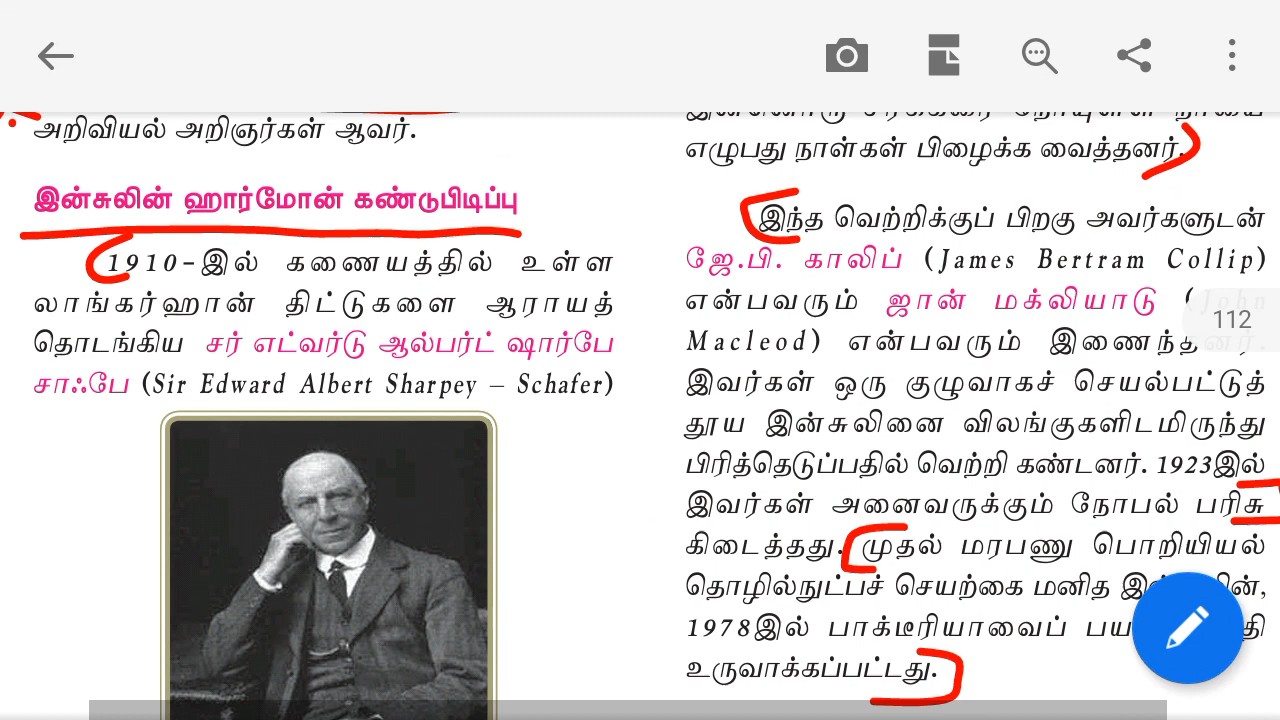 அறிவியல் அறிஞர்கள் ஆவர்.
இன்சுலின் ஹார்மோன் கண்டுபிடிப்பு
1910-இல் கணையத்தில் உள்ள
லாங்கர்ஹான் திட்டுகளை ஆராயத்
தொடங்கிய சர் எட்வர்டு ஆல்பர்ட் ஷார்பே
சாஃபே (Sir Edward Albert Sharpey – Schafer)
எழுபது நாள்கள் பிழைக்க வைத்தனர்.
இந்த வெற்றிக்குப் பிறகு அவர்களுடன்
ஜே.பி. காலிப் (James Bertram Collip)
என்பவரும் ஜான் மக்லியாடு (John
Macleod) என்பவரும் இணைந்தனர்.
இவர்கள் ஒரு குழுவாகச் செயல்பட்டுத்
தூய இன்சுலினை விலங்குகளிடமிருந்து
பிரித்தெடுப்பதில் வெற்றி கண்டனர். 1923இல்
இவர்கள் அனைவருக்கும் நோபல் பரிசு
கிடைத்தது. முதல் மரபணு பொறியியல்
தொழில்நுட்பச் செயற்கை மனித
1978இல் பாக்டீரியாவைப்
உருவாக்கப்பட்டது.
112